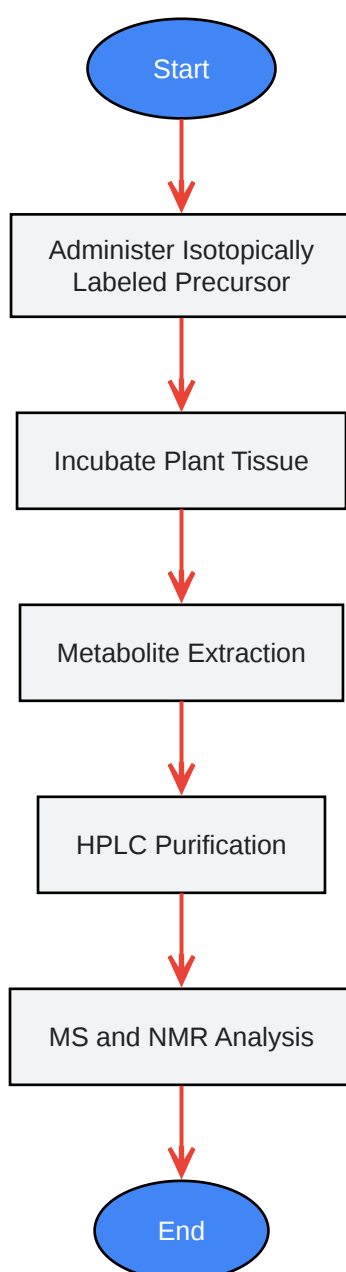 Start
Administer Isotopically
Labeled Precursor
Incubate Plant Tissue
Metabolite Extraction
HPLC Purification
MS and NMR Analysis
End